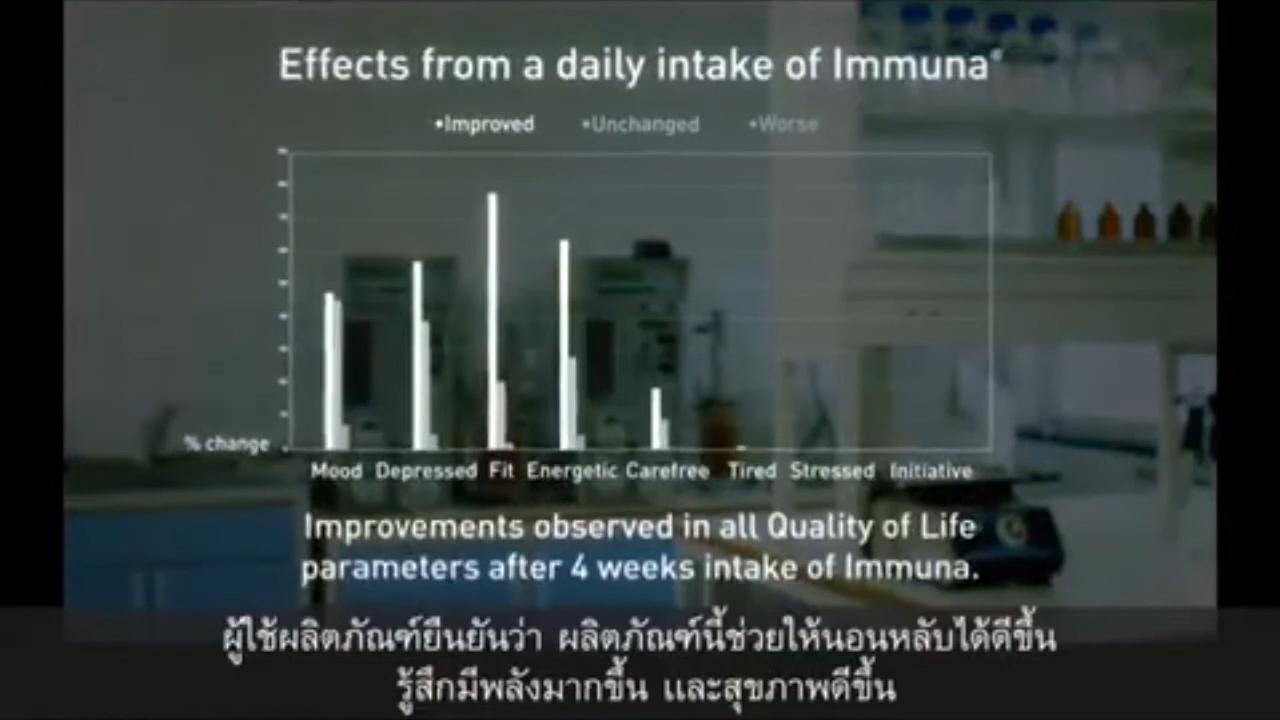 Effects from a daily intake of Immuna®
•Improved •Unchanged •Worse
% change
Mood Depressed Fit Energetic Carefree Tired Stressed Initiative
Improvements observed in all Quality of Life
parameters after 4 weeks intake of Immuna.
ผู้ใช้ผลิตภัณฑ์ยืนยันว่า ผลิตภัณฑ์นี้ช่วยให้นอนหลับได้ดีขึ้น
รู้สึกมีพลังมากขึ้น และสุขภาพดีขึ้น